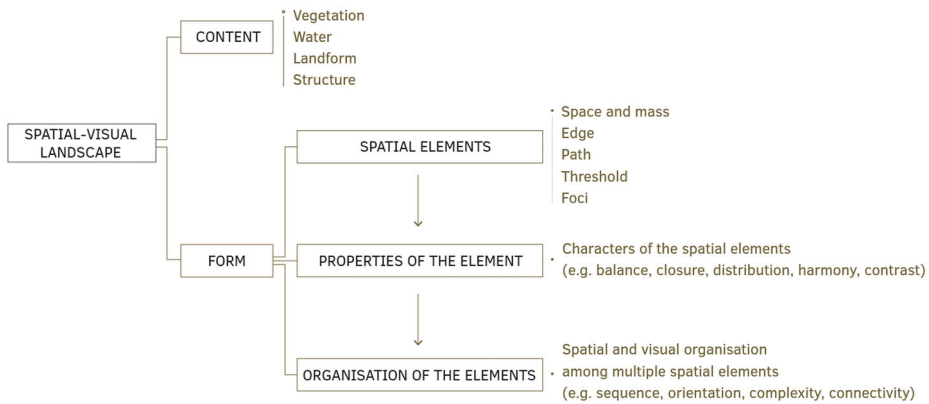 Vegetation
Water
CONTENT
Landform
Structure
SPATIAL-VISUAL
LANDSCAPE
Space and mass
Edge
SPATIAL ELEMENTS
Path
Threshold
Foci
FORM
PROPERTIES OF THE ELEMENT
Characters of the spatial elements
(e.g. balance, closure, distribution, harmony, contrast)
ORGANISATION OF THE ELEMENTS
Spatial and visual organisation
among multiple spatial elements
(e.g. sequence, orientation, complexity, connectivity)